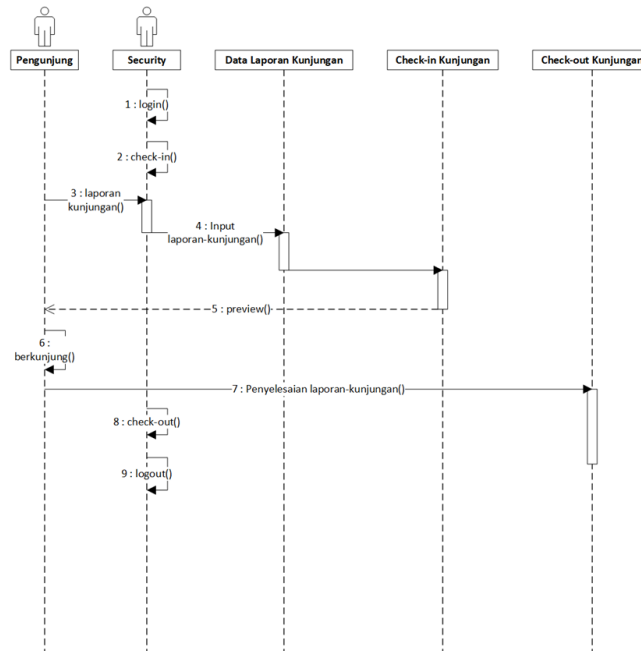 Pengunjung
Security
Data Laporan Kunjungan
Check-in Kunjungan
Check-out Kunjungan
1 : login()
2 : check-in()
3 : laporan
kunjungan()
4 : Input
laporan-kunjungan()
5 : preview()
6 :
berkunjung()
7 : Penyelesaian laporan-kunjungan()
8 : check-out()
9 : logout()